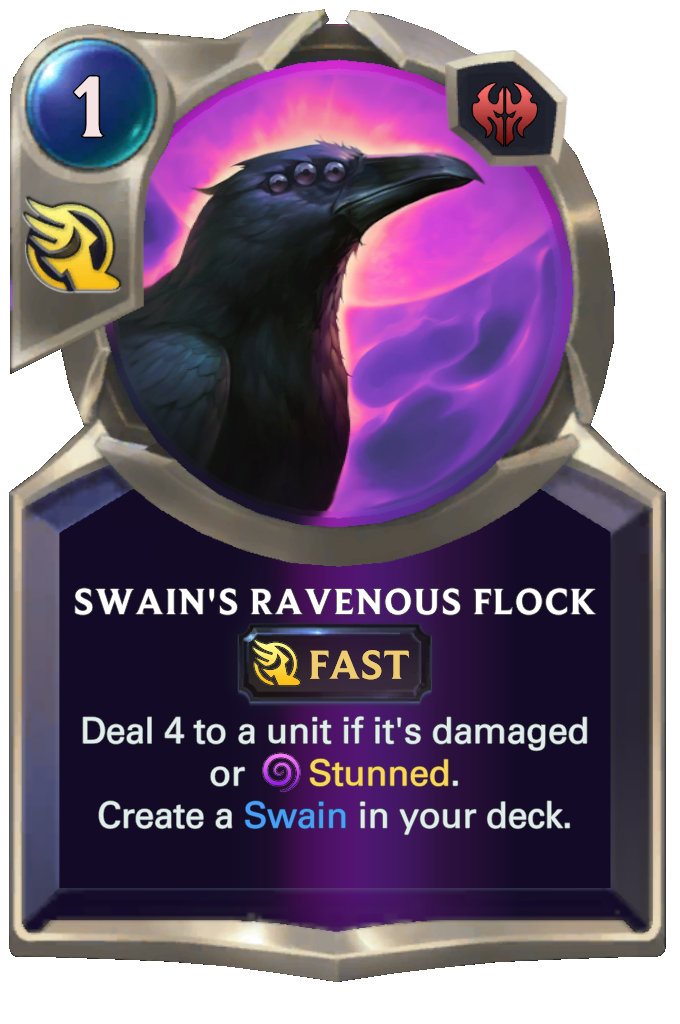 1
SWAIN'S RAVENOUS FLOCK
FAST
Deal 4 to a unit if it's damaged
or Stunned.
Create a Swain in your deck.